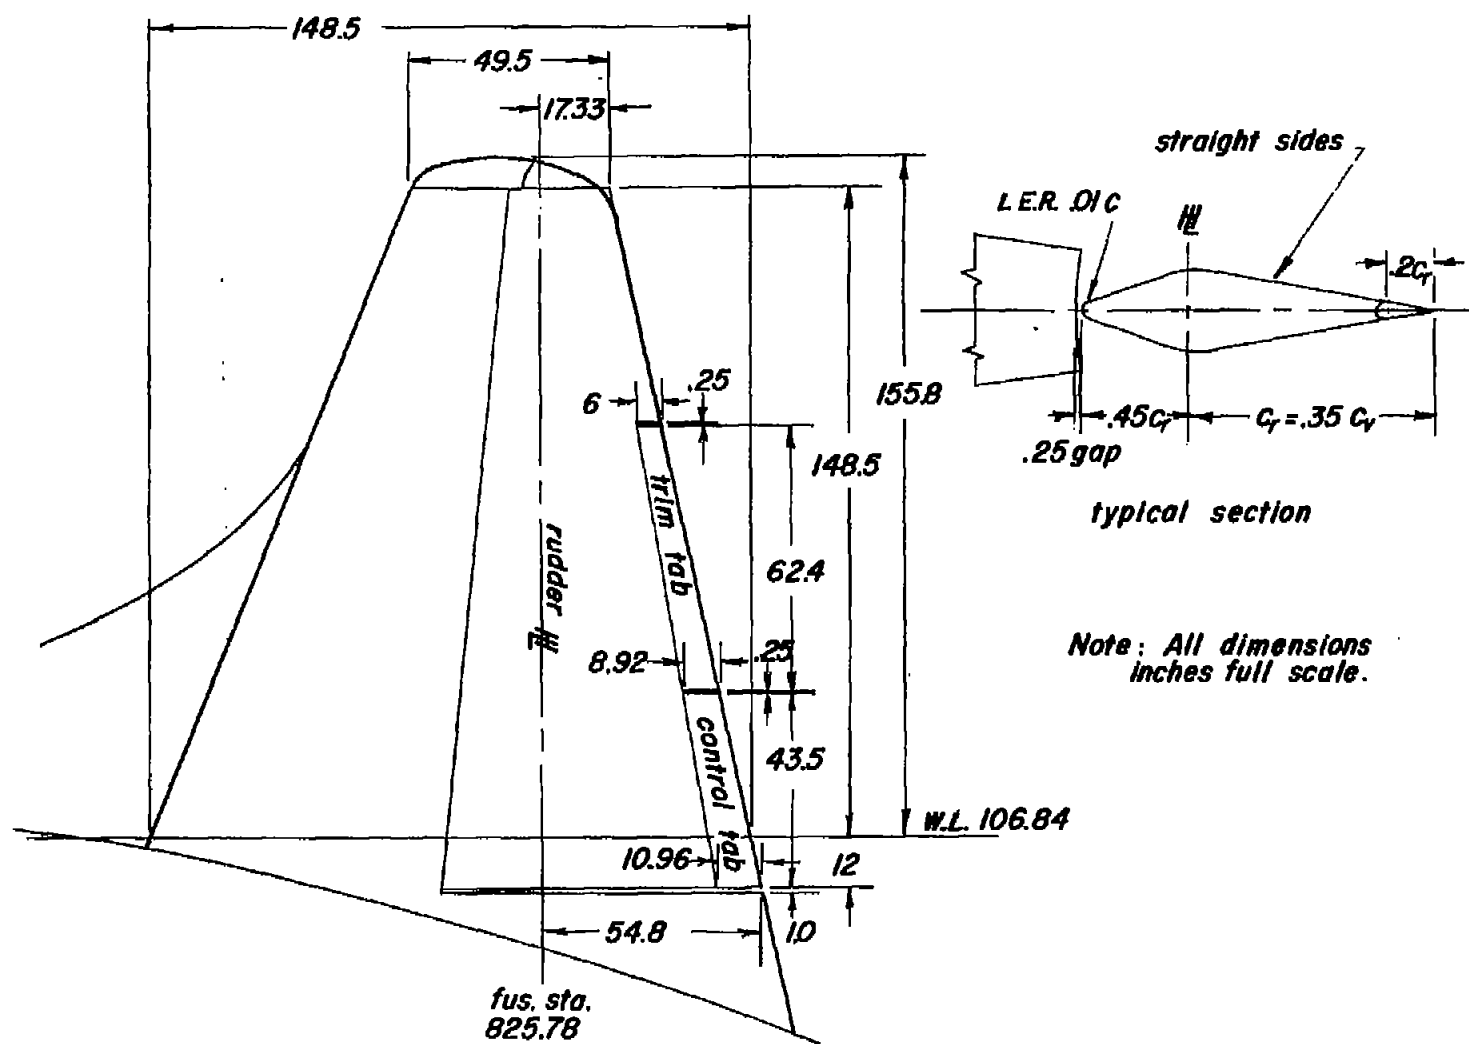 148.5
49.5
17.33
straight sides
L.E.R. .01 C
H̵L
.2Cr
6
.25
155.8
.45Cr
Cr = .35 Cv
.25 gap
148.5
typical section
trim tab
rudder
62.4
8.92
.25
Note: All dimensions
inches full scale.
control tab
43.5
W.L. 106.84
10.96
12
54.8
1.0
fus. sta.
825.78